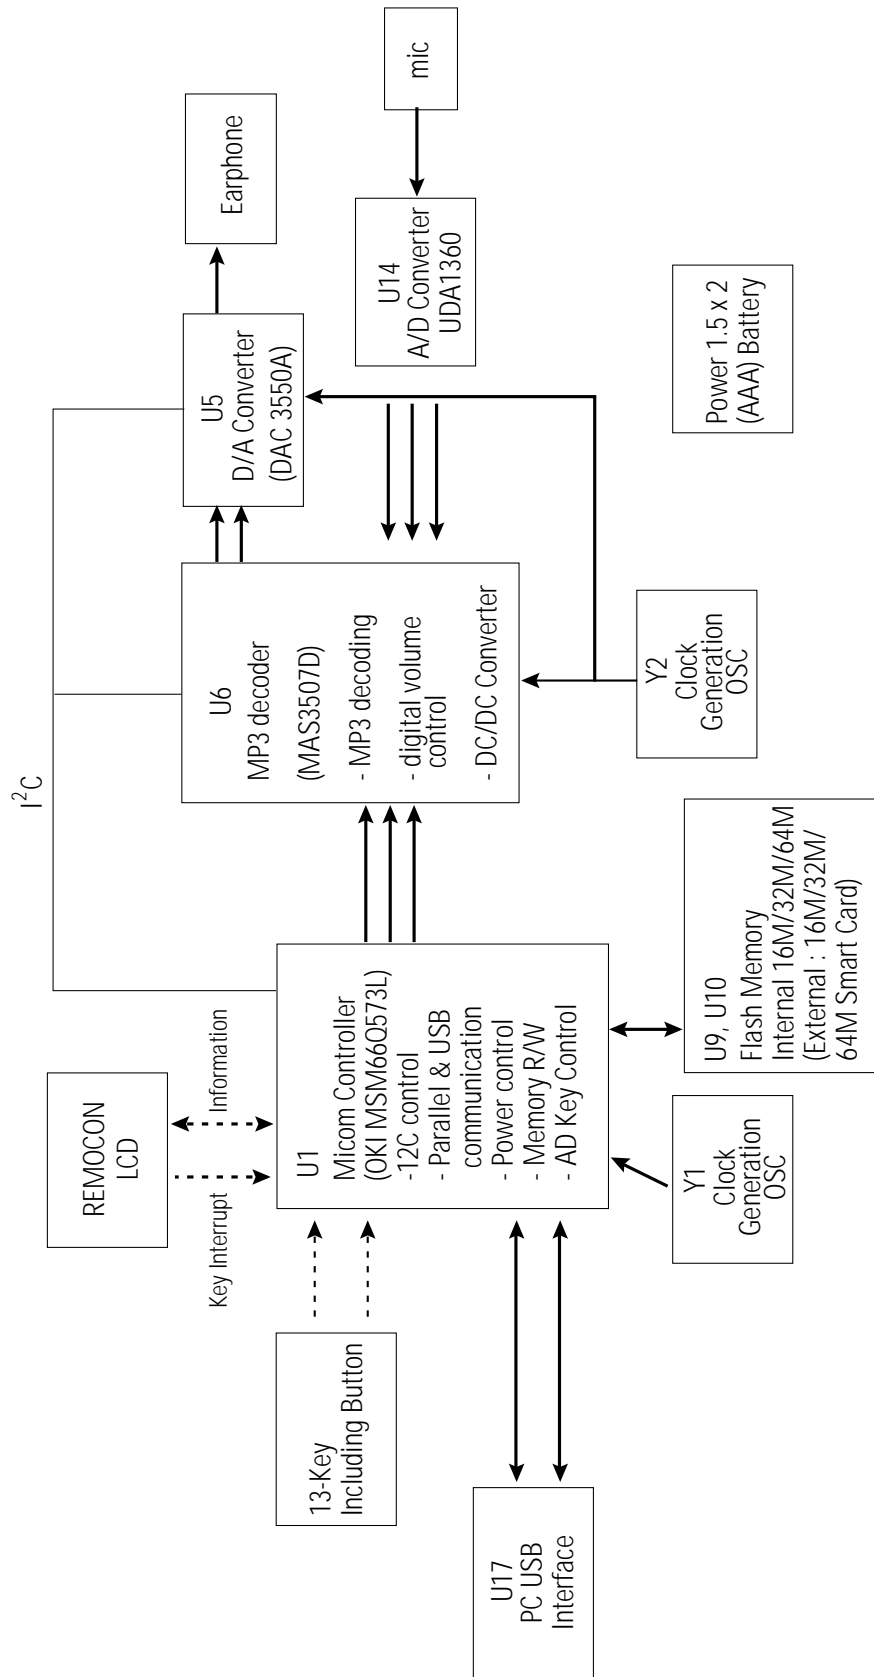 I²C
REMOCON
LCD
Key Interrupt
Information
13-Key
Including Button
U17
PC USB
Interface
U1
Micom Controller
(OKI MSM66Q573L)
-12C control
- Parallel & USB
communication
- Power control
- Memory R/W
- AD Key Control
Y1
Clock
Generation
OSC
U9, U10
Flash Memory
Internal 16M/32M/64M
(External : 16M/32M/
64M Smart Card)
U6
MP3 decoder
(MAS3507D)
- MP3 decoding
- digital volume
control
- DC/DC Converter
Y2
Clock
Generation
OSC
U5
D/A Converter
(DAC 3550A)
Earphone
U14
A/D Converter
UDA1360
mic
Power 1.5 x 2
(AAA) Battery